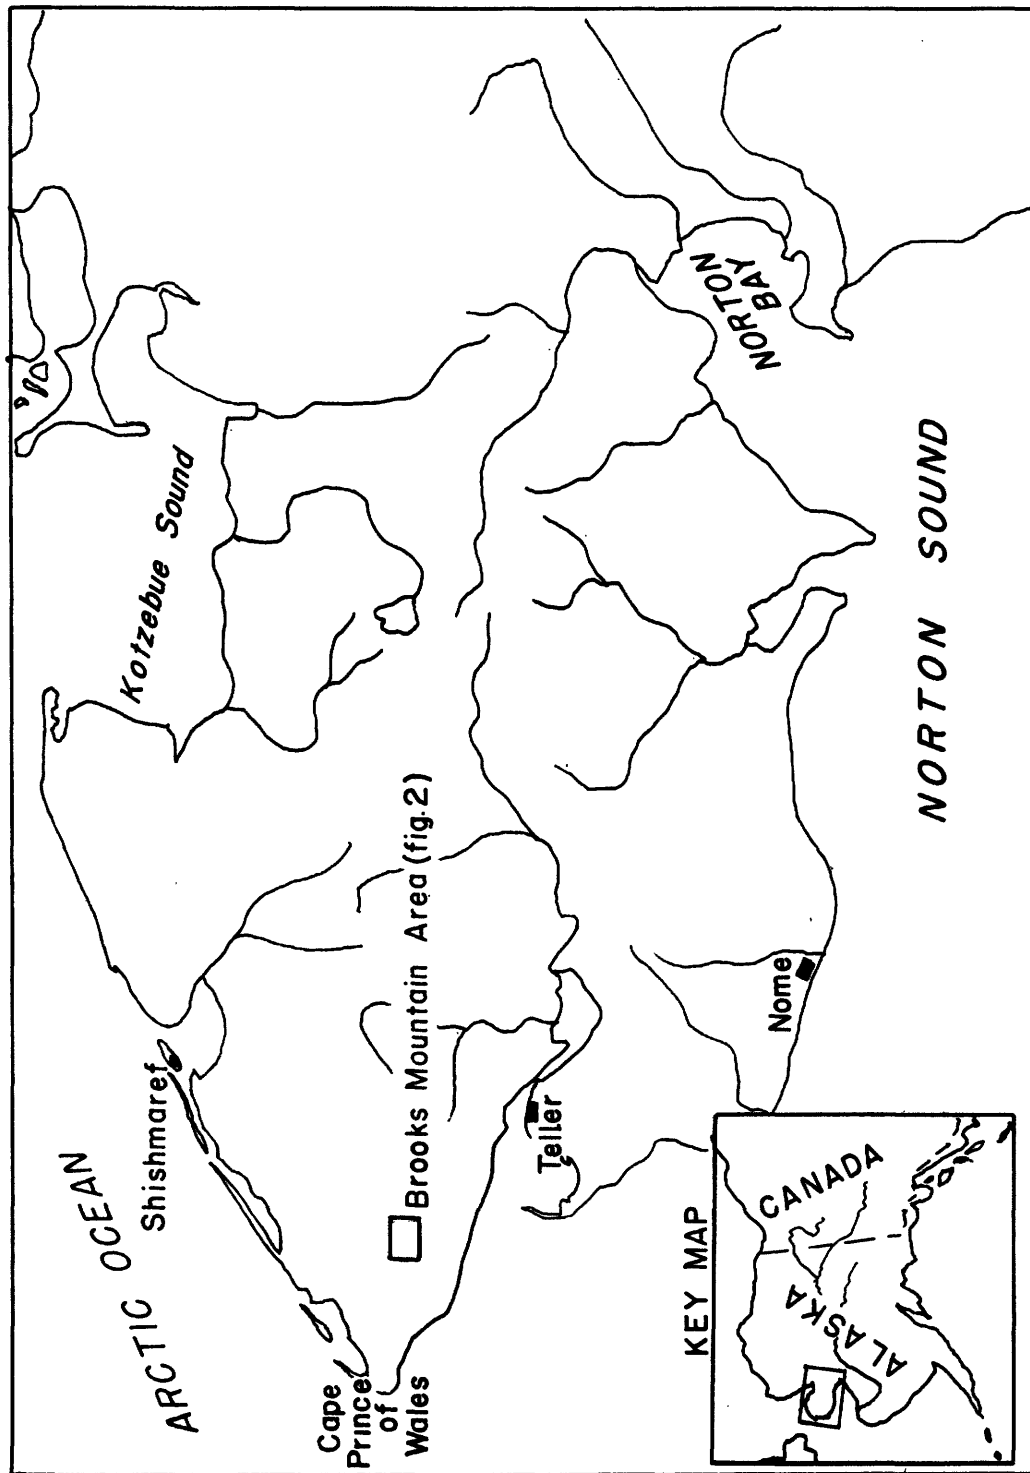 ARCTIC OCEAN
Kotzebue Sound
Shishmaref
Cape
Prince
of
Wales
Brooks Mountain Area (fig. 2)
Teller
Nome
NORTON
BAY
NORTON SOUND
KEY MAP
ALASKA
CANADA